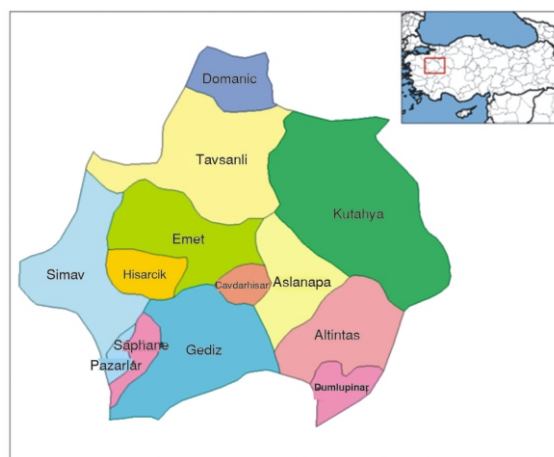 Domanic
Tavsanli
Kutahya
Emet
Simav
Hisarcik
Cavdarhisar
Aslanapa
Saphane
Pazarlar
Gediz
Altintas
Dumlupinar